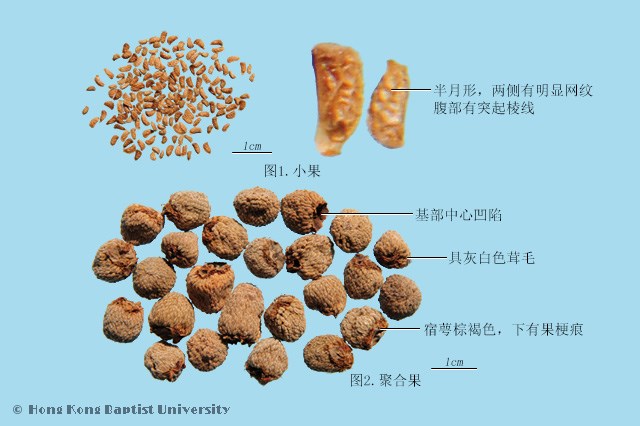 半月形，两侧有明显网纹
腹部有突起棱线
1cm
图1.小果
基部中心凹陷
具灰白色茸毛
宿萼棕褐色，下有果梗痕
1cm
图2.聚合果
© Hong Kong Baptist University